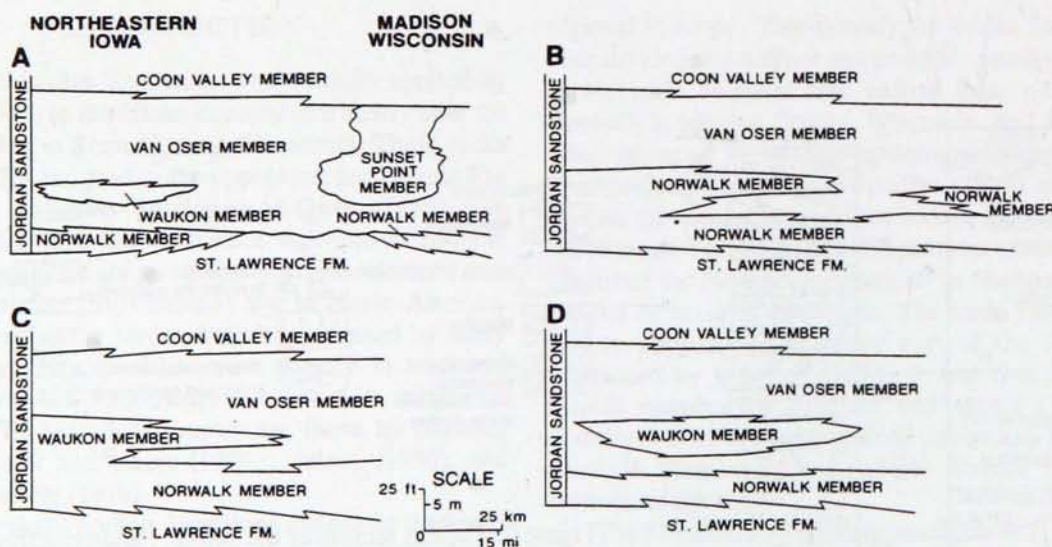 NORTHEASTERN
IOWA
MADISON
WISCONSIN
A
JORDAN SANDSTONE
COON VALLEY MEMBER
VAN OSER MEMBER
SUNSET
POINT
MEMBER
WAUKON MEMBER
NORWALK MEMBER
NORWALK MEMBER
ST. LAWRENCE FM.
B
JORDAN SANDSTONE
COON VALLEY MEMBER
VAN OSER MEMBER
NORWALK MEMBER
NORWALK
MEMBER
NORWALK MEMBER
ST. LAWRENCE FM.
C
JORDAN SANDSTONE
COON VALLEY MEMBER
VAN OSER MEMBER
WAUKON MEMBER
NORWALK MEMBER
ST. LAWRENCE FM.
SCALE
25 ft
5 m
25 km
0
15 mi
D
JORDAN SANDSTONE
COON VALLEY MEMBER
VAN OSER MEMBER
WAUKON MEMBER
NORWALK MEMBER
ST. LAWRENCE FM.